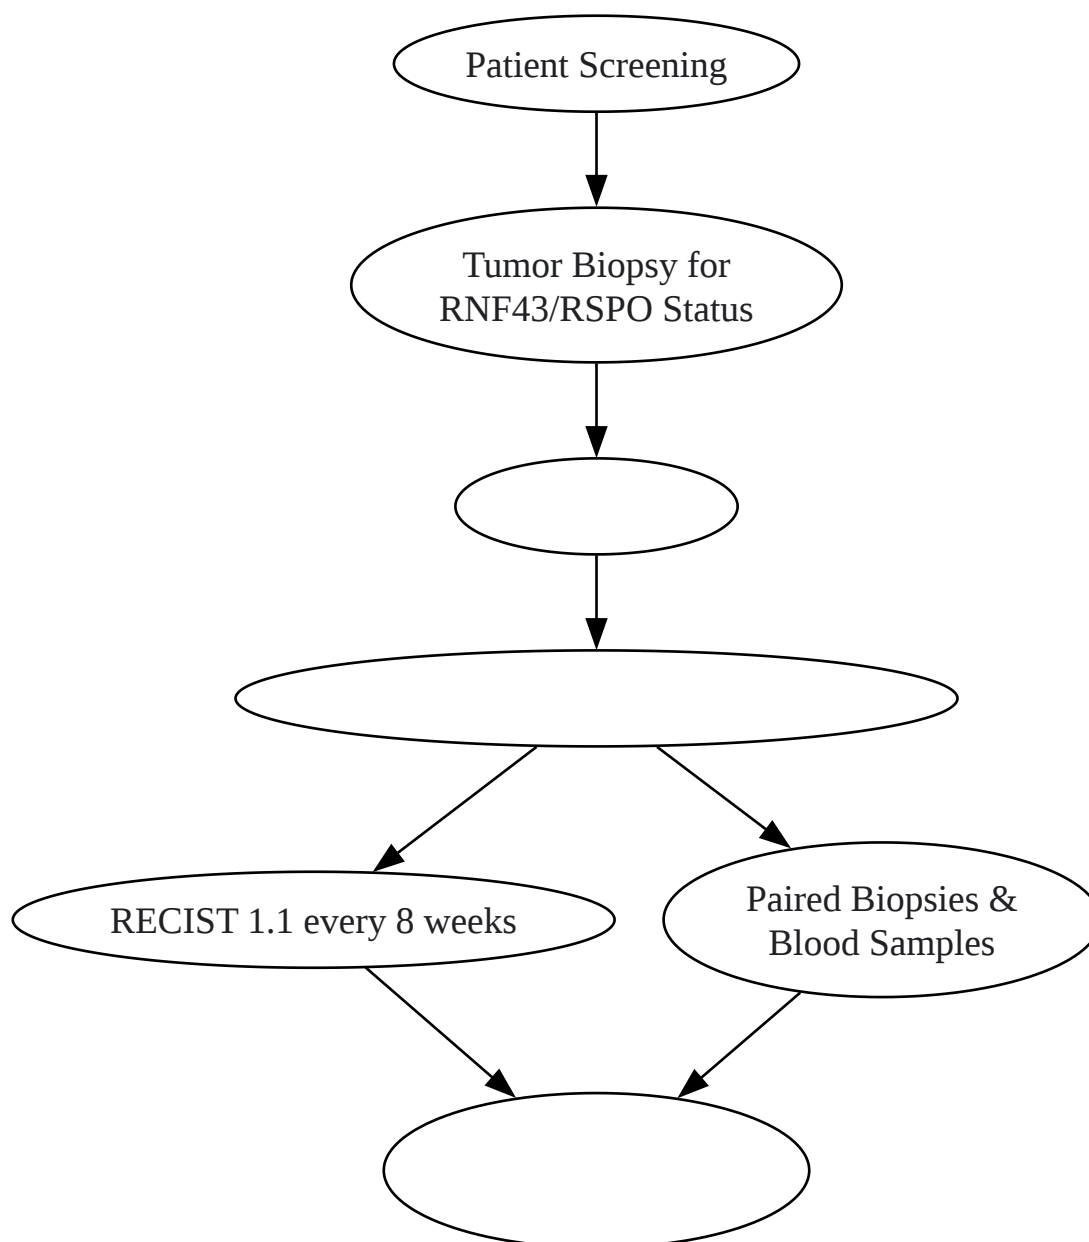 Patient Screening
Tumor Biopsy for
RNF43/RSPO Status
RECIST 1.1 every 8 weeks
Paired Biopsies &
Blood Samples